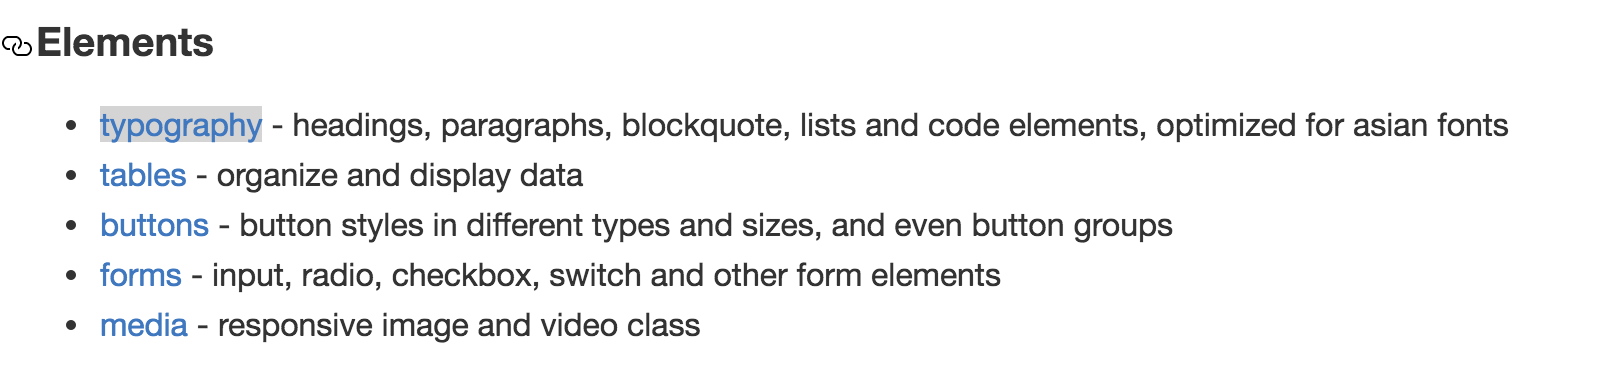 Elements
• typography - headings, paragraphs, blockquote, lists and code elements, optimized for asian fonts
• tables - organize and display data
• buttons - button styles in different types and sizes, and even button groups
• forms - input, radio, checkbox, switch and other form elements
• media - responsive image and video class